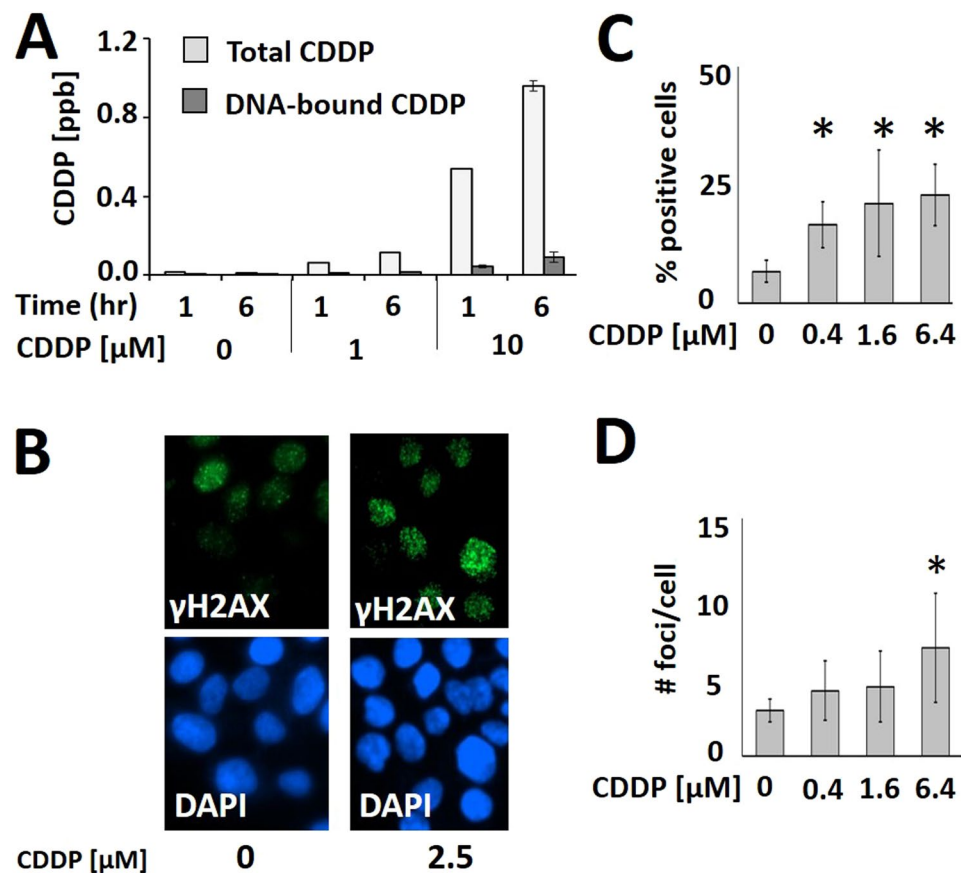 A
CDDP [ppb]
1.2
0.8
0.4
0.0
Total CDDP
DNA-bound CDDP
Time (hr) 1 6 1 6 1 6
CDDP [µM] 0 1 10
B
γH2AX γH2AX
DAPI DAPI
CDDP [µM] 0 2.5
C
% positive cells
50
25
0
* * *
CDDP [µM] 0 0.4 1.6 6.4
D
# foci/cell
15
10
5
0
*
CDDP [µM] 0 0.4 1.6 6.4